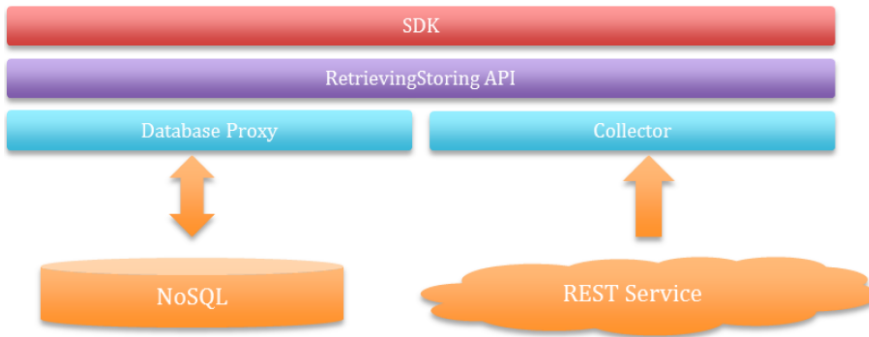 SDK
RetrievingStoring API
Database Proxy
Collector
NoSQL
REST Service